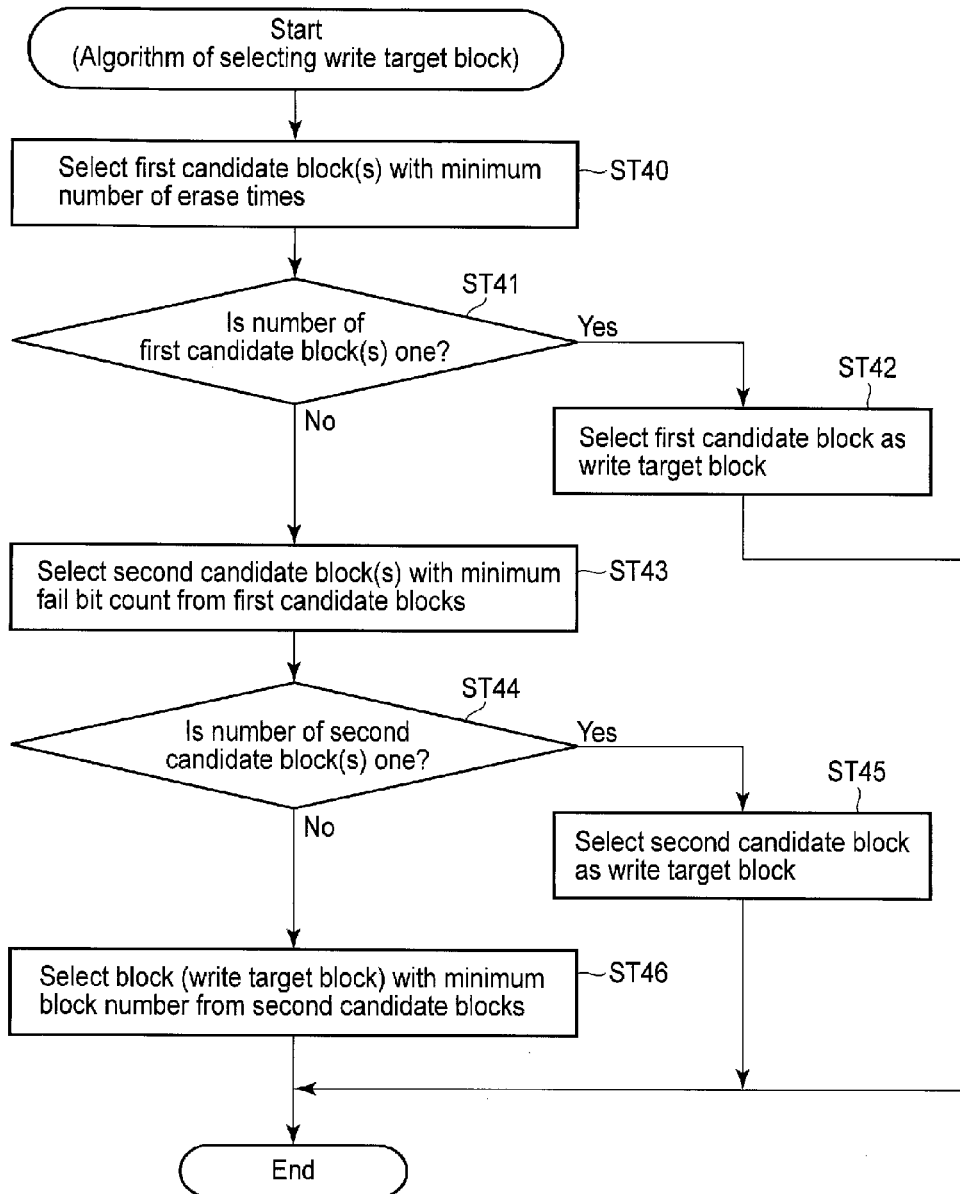 Start
(Algorithm of selecting write target block)
Select first candidate block(s) with minimum
number of erase times
ST40
ST41
Is number of
first candidate block(s) one?
Yes
No
ST42
Select first candidate block as
write target block
Select second candidate block(s) with minimum
fail bit count from first candidate blocks
ST43
ST44
Is number of second
candidate block(s) one?
Yes
No
ST45
Select second candidate block
as write target block
Select block (write target block) with minimum
block number from second candidate blocks
ST46
End